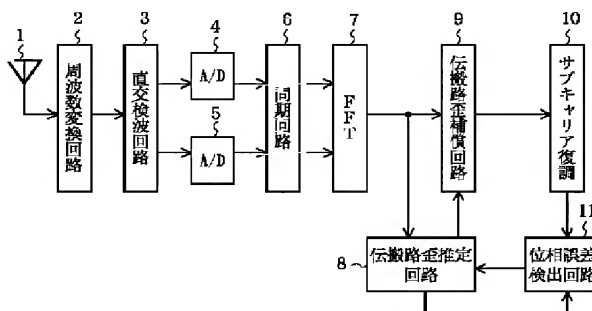 1
2
3
4
5
6
7
8
9
10
11
周波数変換回路
直交検波回路
A/D
A/D
同期回路
FFT
伝搬路歪補償回路
サブキャリア復調
伝搬路歪推定
回路
位相誤差
検出回路